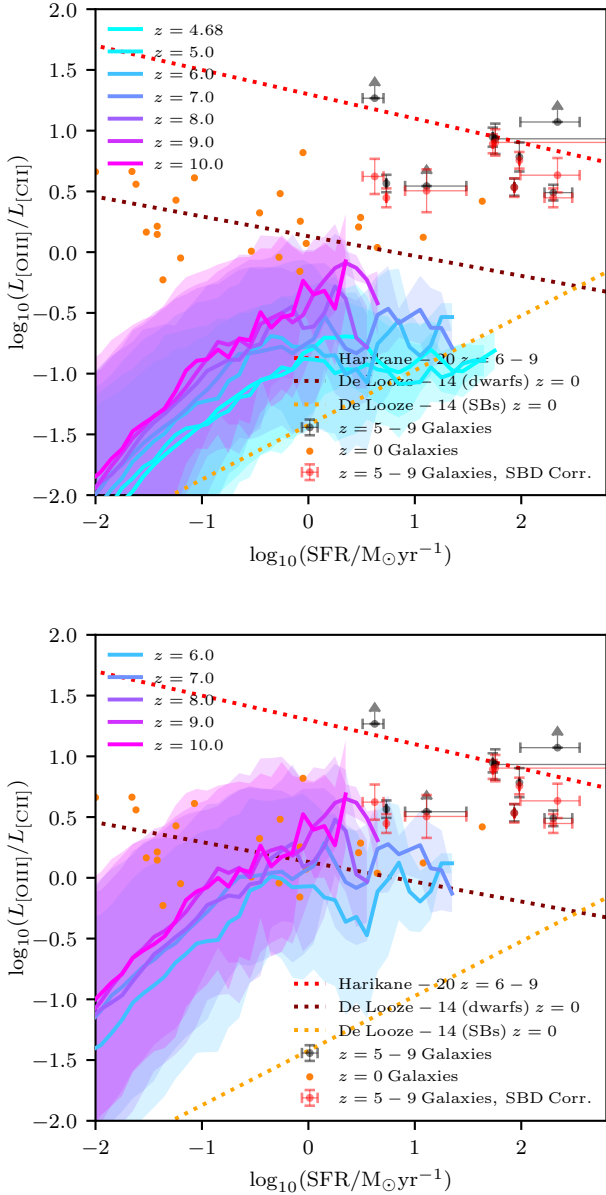 2.0
1.5
1.0
0.5
0.0
−0.5
−1.0
−1.5
−2.0
log₁₀(L[OIII]/L[CII])
z = 4.68
z = 5.0
z = 6.0
z = 7.0
z = 8.0
z = 9.0
z = 10.0
Harikane − 20 z = 6 − 9
De Looze − 14 (dwarfs) z = 0
De Looze − 14 (SBs) z = 0
z = 5 − 9 Galaxies
z = 0 Galaxies
z = 5 − 9 Galaxies, SBD Corr.
−2 −1 0 1 2
log₁₀(SFR/M⊙yr⁻¹)
2.0
1.5
1.0
0.5
0.0
−0.5
−1.0
−1.5
−2.0
log₁₀(L[OIII]/L[CII])
z = 6.0
z = 7.0
z = 8.0
z = 9.0
z = 10.0
Harikane − 20 z = 6 − 9
De Looze − 14 (dwarfs) z = 0
De Looze − 14 (SBs) z = 0
z = 5 − 9 Galaxies
z = 0 Galaxies
z = 5 − 9 Galaxies, SBD Corr.
−2 −1 0 1 2
log₁₀(SFR/M⊙yr⁻¹)